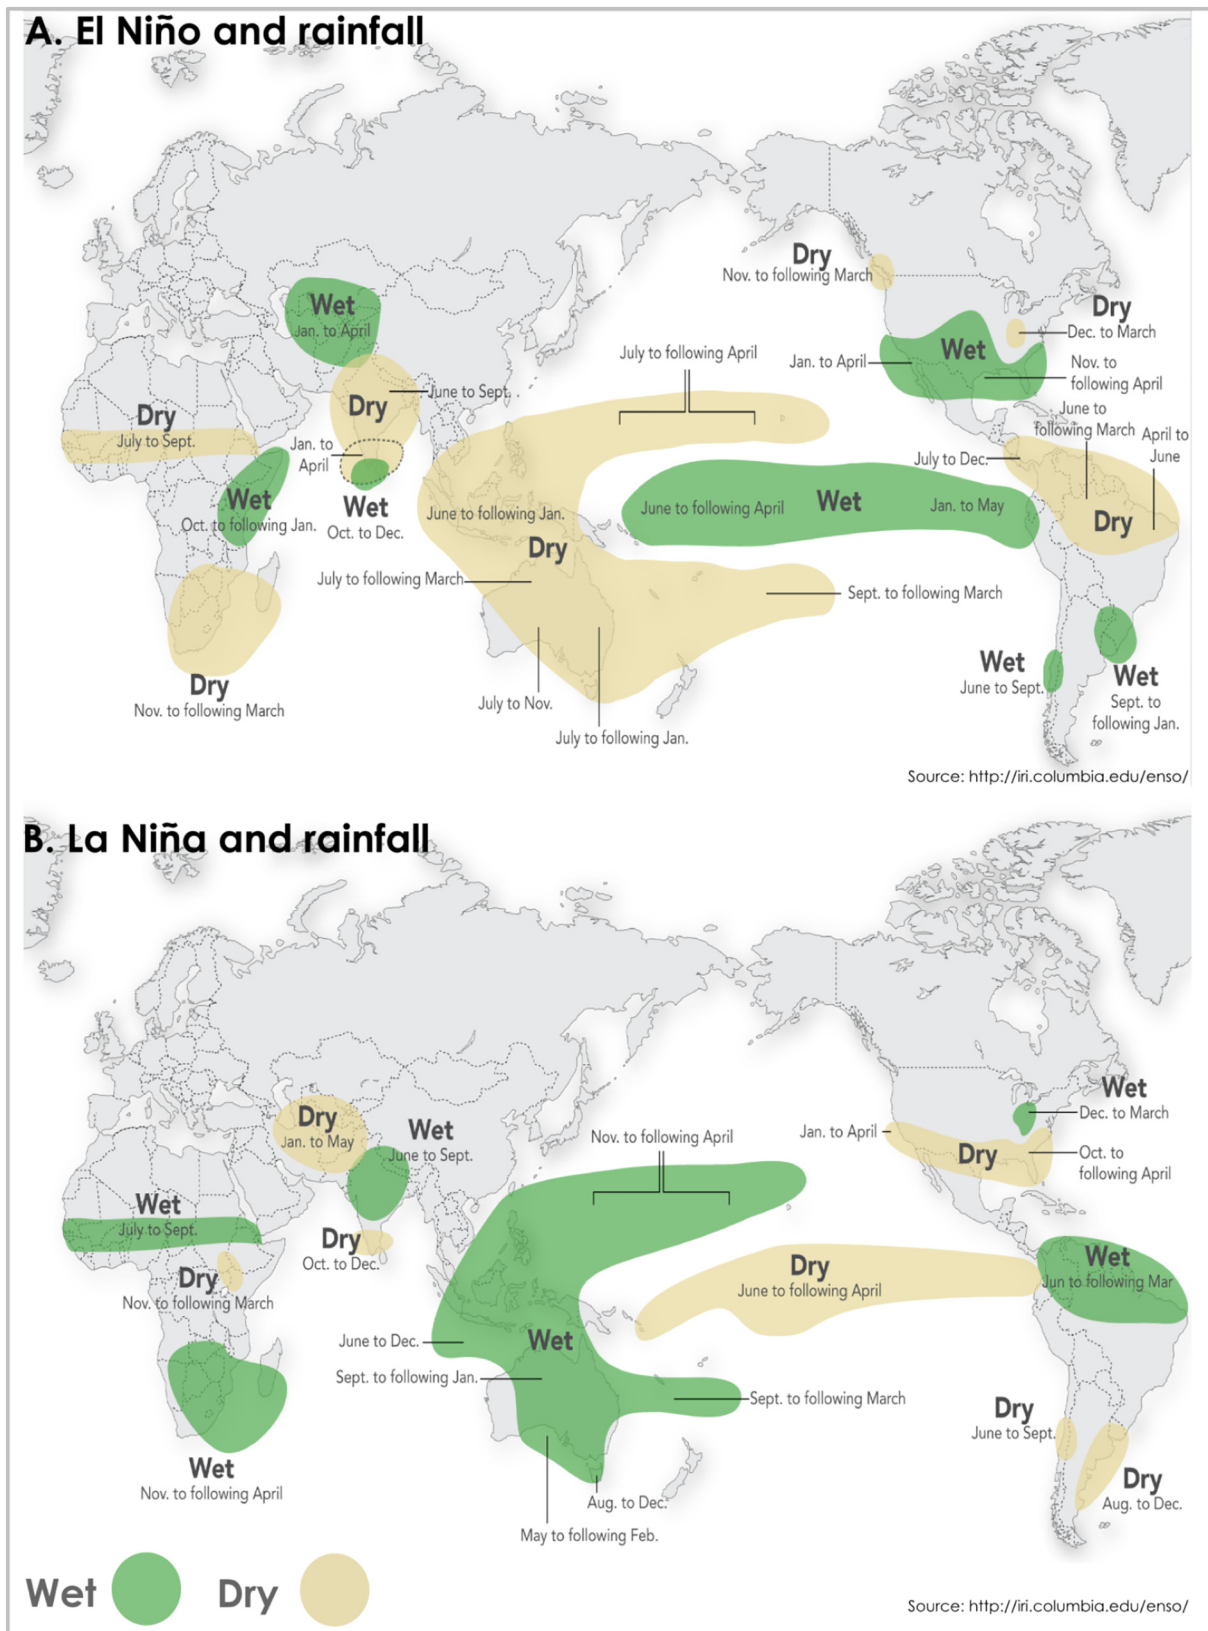 A. El Niño and rainfall
Dry
Nov. to following March
Wet
Jan. to April
Dry
Dec. to March
July to following April
Jan. to April
Wet
Nov. to
following April
June to Sept.
Dry
Dry
July to Sept.
Jan. to
April
June to
following March
April to
June
July to Dec.
Wet
Oct. to following Jan.
Wet
Oct. to Dec.
June to following Jan.
Dry
June to following April
Wet
Jan. to May
Dry
July to following March
Sept. to following March
Dry
Nov. to following March
July to Nov.
July to following Jan.
Wet
June to Sept.
Wet
Sept. to
following Jan.
Source: http://iri.columbia.edu/enso/
B. La Niña and rainfall
Dry
Jan. to May
Wet
June to Sept.
Nov. to following April
Wet
Dec. to March
Jan. to April
Dry
Oct. to
following April
Wet
July to Sept.
Dry
Oct. to Dec.
Dry
Nov. to following March
Dry
June to following April
Wet
Jun to following Mar
June to Dec.
Wet
Sept. to following Jan.
Sept. to following March
Wet
Nov. to following April
Aug. to Dec.
May to following Feb.
Dry
June to Sept.
Dry
Aug. to Dec.
Wet
Dry
Source: http://iri.columbia.edu/enso/